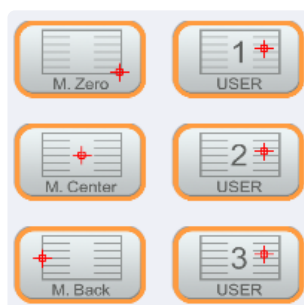 M. Zero
1
USER
M. Center
2
USER
M. Back
3
USER